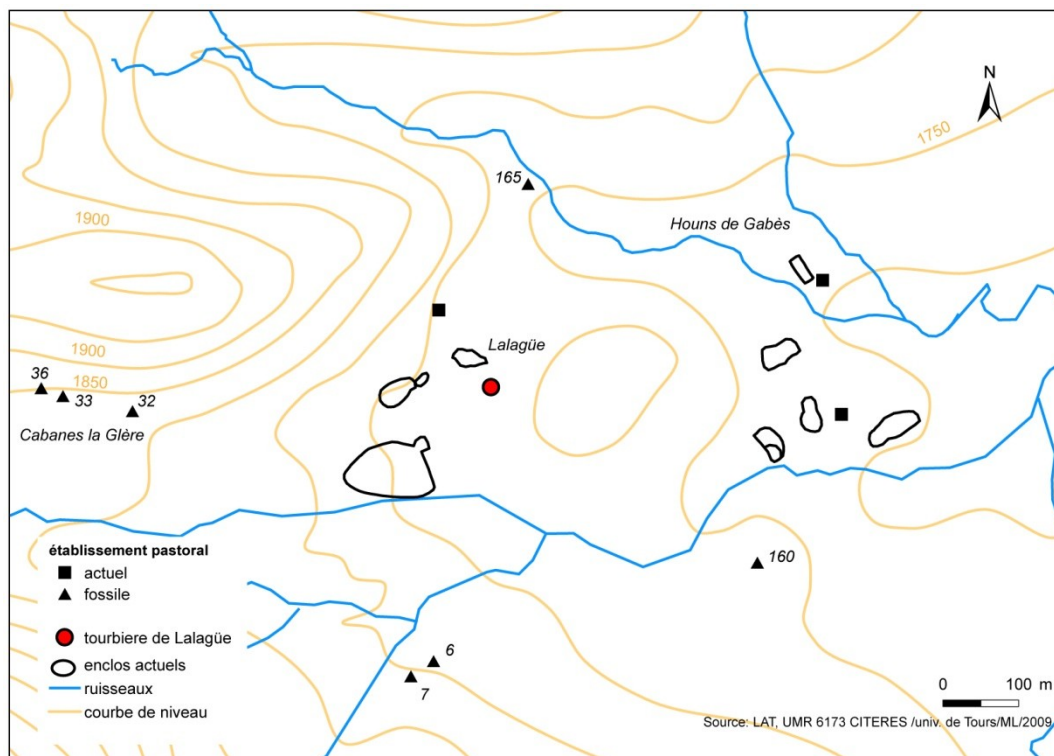 N
1750
165
Houns de Gabès
1900
Lalagüe
1900
36
1850
33
32
Cabanes la Glère
établissement pastoral
actuel
fossile
160
tourbiere de Lalagüe
6
enclos actuels
7
ruisseaux
0 100 m
courbe de niveau
Source: LAT, UMR 6173 CITERES /univ. de Tours/ML/2009